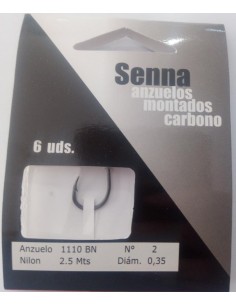 Senna
anzuelos
montados
carbono
6 uds.
Anzuelo 1110 BN Nº 2
Nilon 2.5 Mts Diám. 0,35